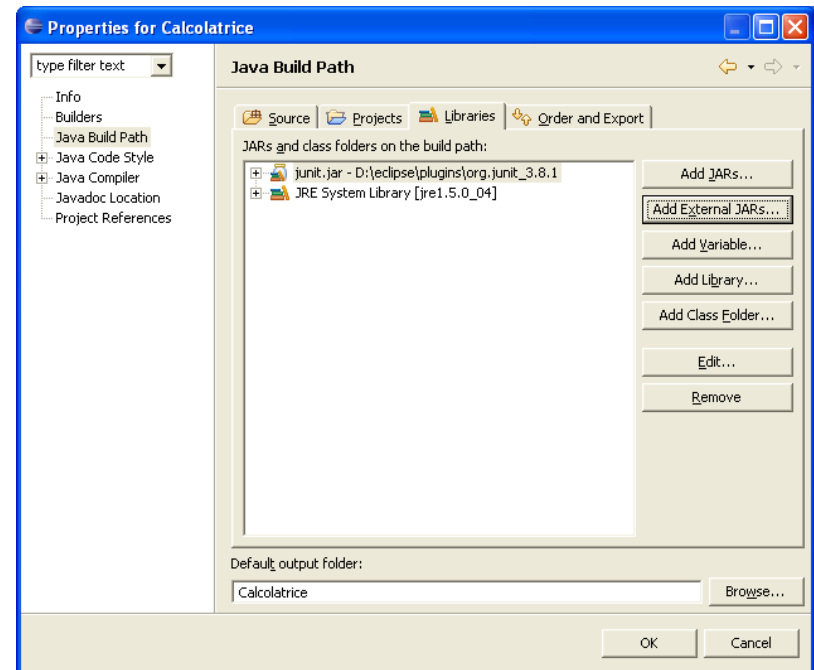 Properties for Calcolatrice
type filter text
Info
Builders
Java Build Path
Java Code Style
Java Compiler
Javadoc Location
Project References
Java Build Path
Source
Projects
Libraries
Order and Export
JARs and class folders on the build path:
junit.jar - D:\eclipse\plugins\org.junit_3.8.1
JRE System Library [jre1.5.0_04]
Add JARs...
Add External JARs...
Add Variable...
Add Library...
Add Class Folder...
Edit...
Remove
Default output folder:
Calcolatrice
Browse...
OK
Cancel